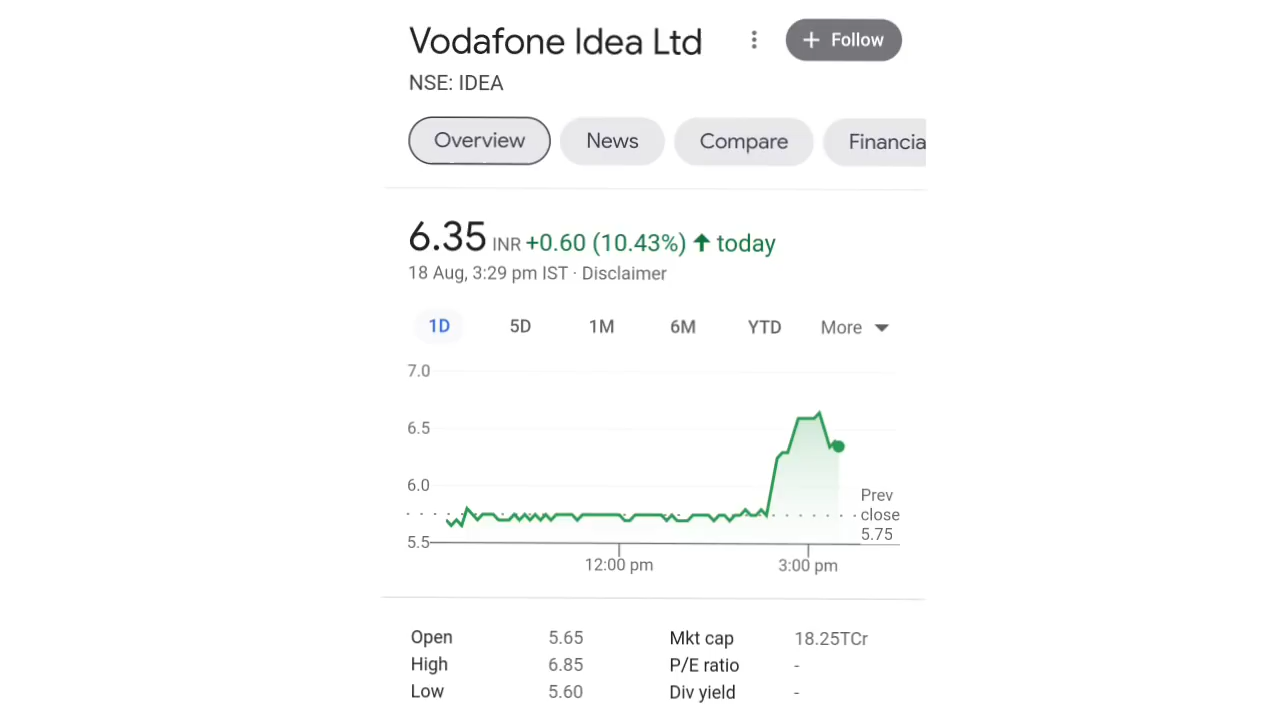 Vodafone Idea Ltd
+ Follow
NSE: IDEA
Overview News Compare Financia
6.35 INR +0.60 (10.43%) ↑ today
18 Aug, 3:29 pm IST · Disclaimer
1D 5D 1M 6M YTD More
7.0
6.5
6.0
5.5
Prev
close
5.75
12:00 pm 3:00 pm
Open 5.65 Mkt cap 18.25TCr
High 6.85 P/E ratio -
Low 5.60 Div yield -